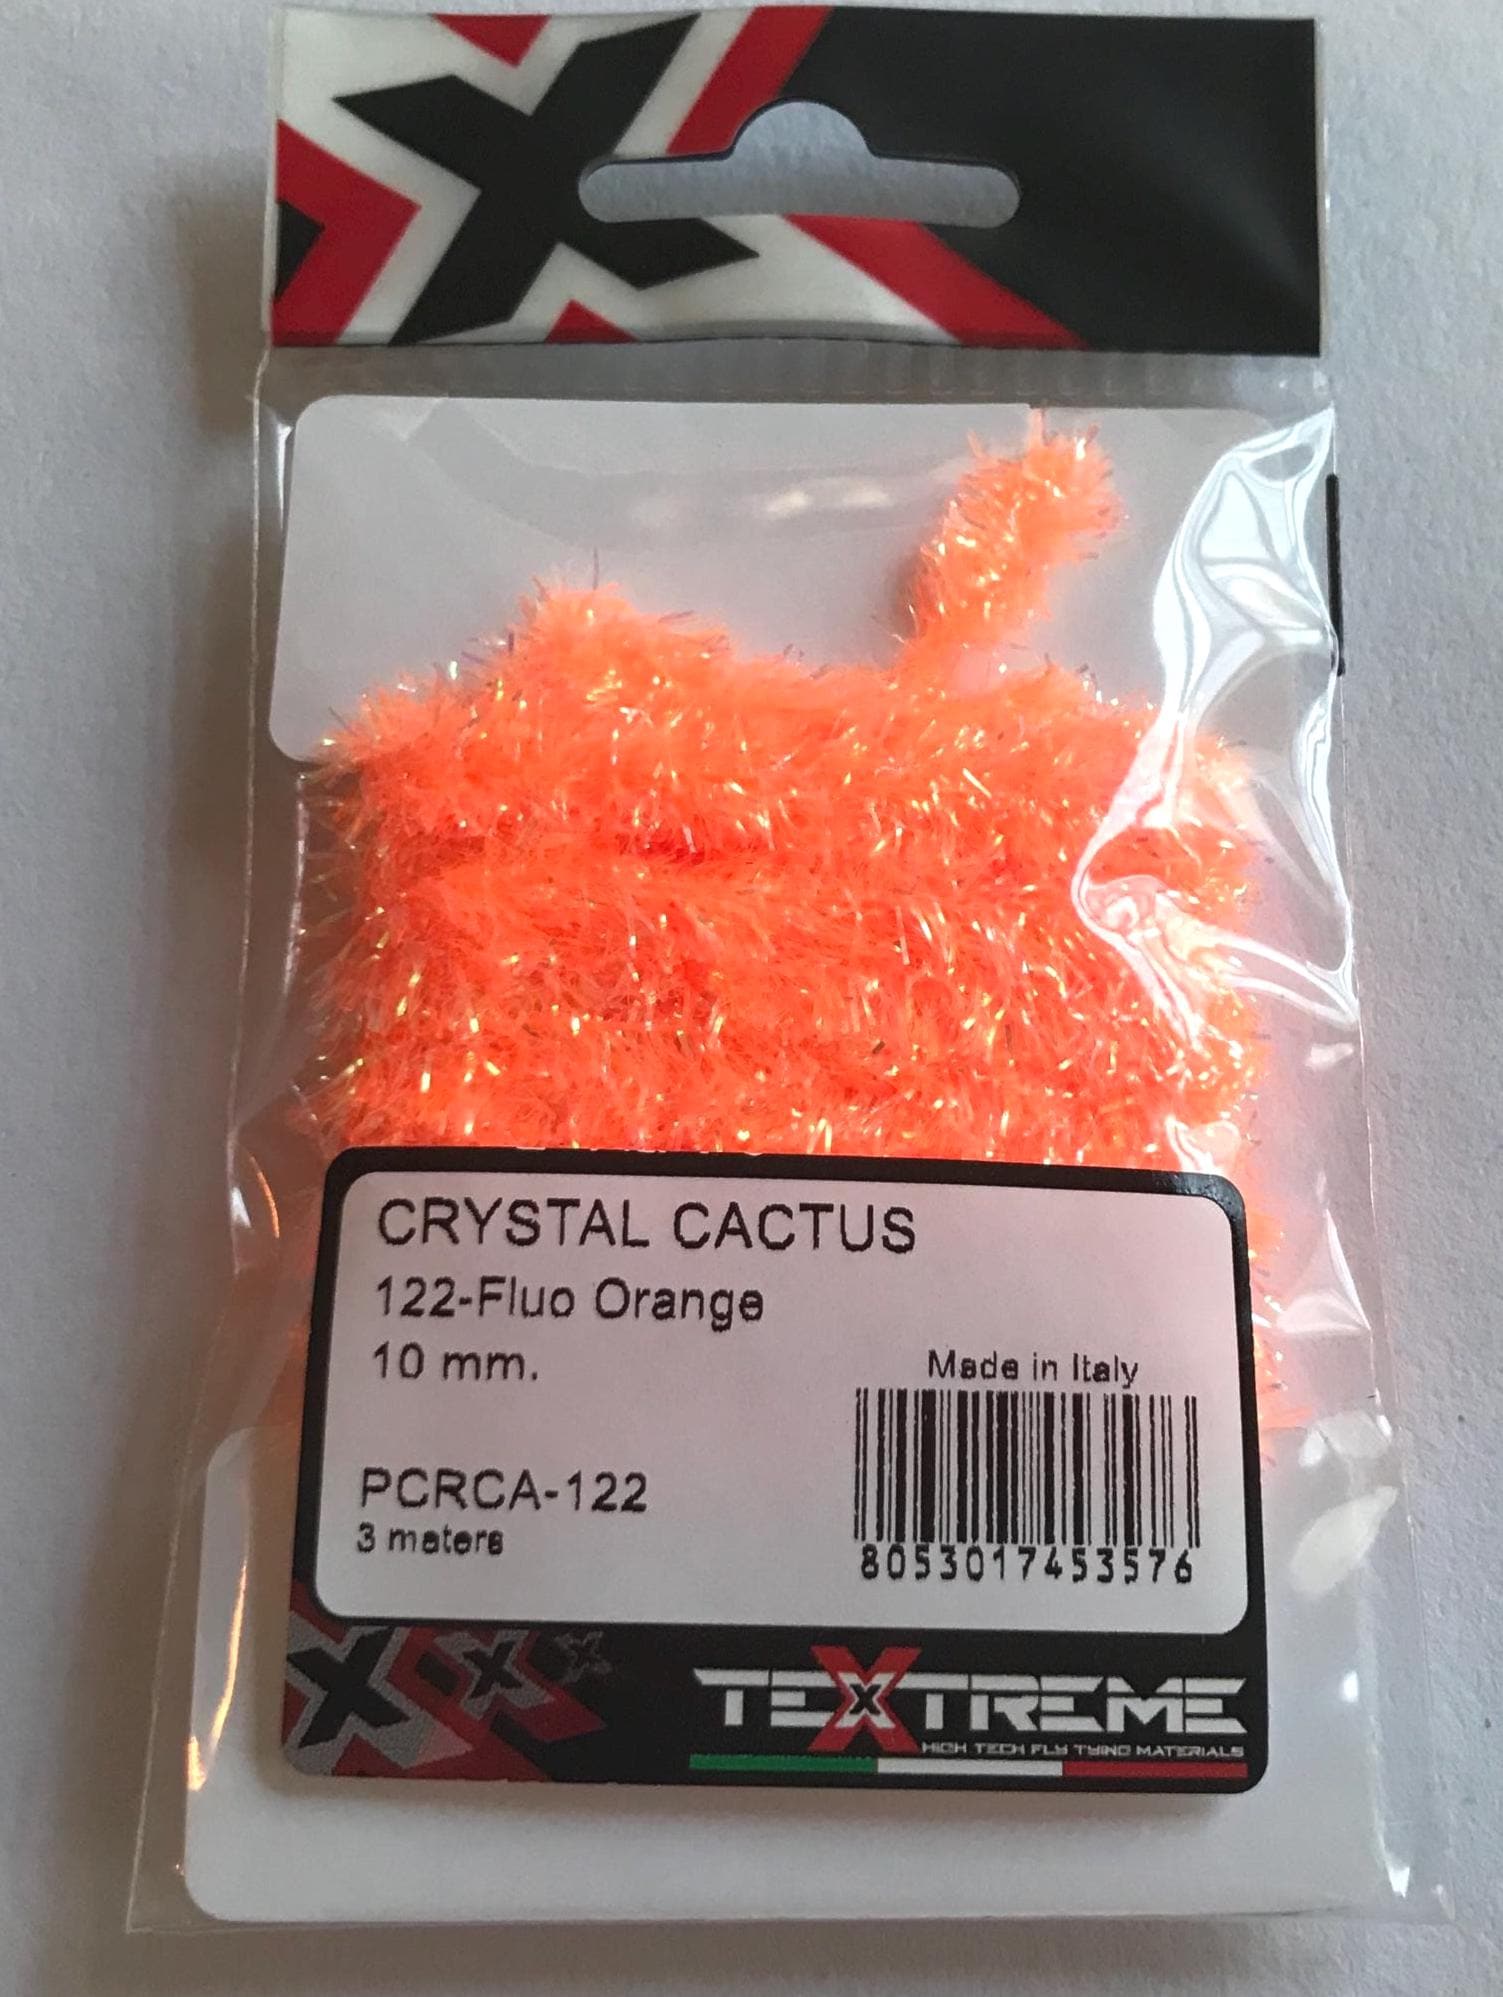 CRYSTAL CACTUS
122-Fluo Orange
10 mm.
Made in Italy
PCRCA-122
3 meters
8053017453576
TEXTREME
HIGH TECH FLY TYING MATERIALS